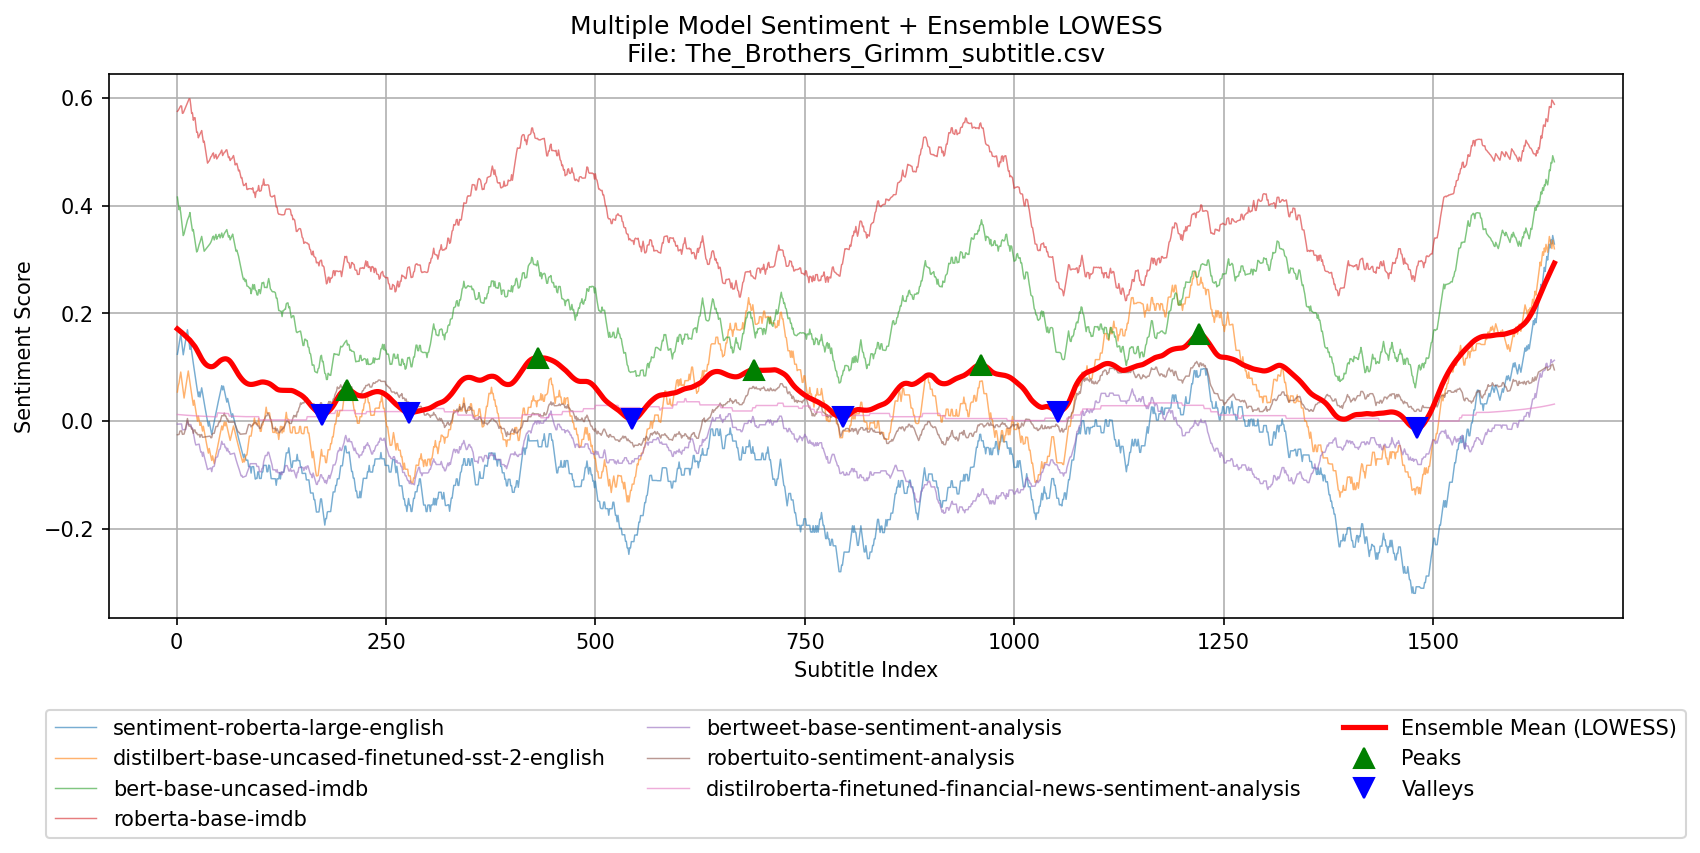 Multiple Model Sentiment + Ensemble LOWESS
File: The_Brothers_Grimm_subtitle.csv
Sentiment Score
0.6
0.4
0.2
0.0
−0.2
0
250
500
750
1000
1250
1500
Subtitle Index
sentiment-roberta-large-english
distilbert-base-uncased-finetuned-sst-2-english
bert-base-uncased-imdb
roberta-base-imdb
bertweet-base-sentiment-analysis
robertuito-sentiment-analysis
distilroberta-finetuned-financial-news-sentiment-analysis
Ensemble Mean (LOWESS)
Peaks
Valleys